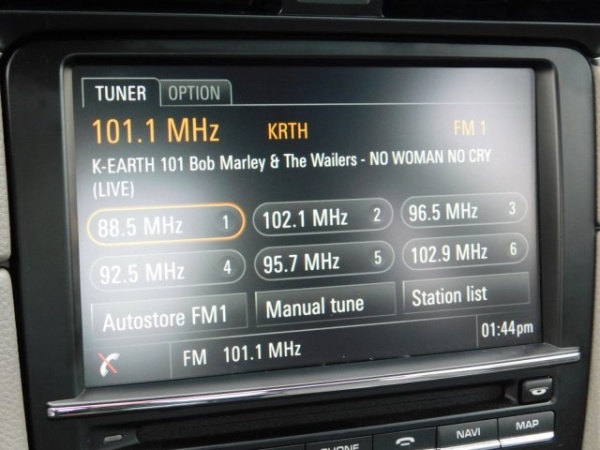 TUNER OPTION
101.1 MHz KRTH FM 1
K-EARTH 101 Bob Marley & The Wailers - NO WOMAN NO CRY
(LIVE)
88.5 MHz 1 102.1 MHz 2 96.5 MHz 3
92.5 MHz 4 95.7 MHz 5 102.9 MHz 6
Autostore FM1 Manual tune Station list
FM 101.1 MHz 01:44pm
PHONE NAVI MAP